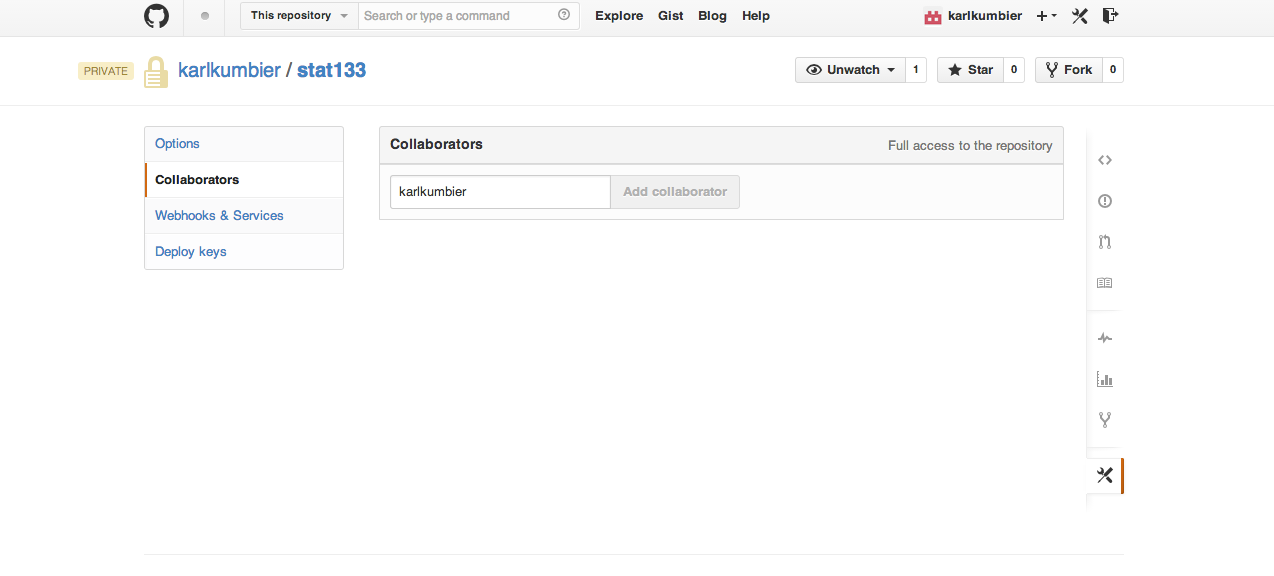 This repository Search or type a command Explore Gist Blog Help karlkumbier
PRIVATE karlkumbier / stat133 Unwatch 1 Star 0 Fork 0
Options
Collaborators
Webhooks & Services
Deploy keys
Collaborators Full access to the repository
karlkumbier Add collaborator